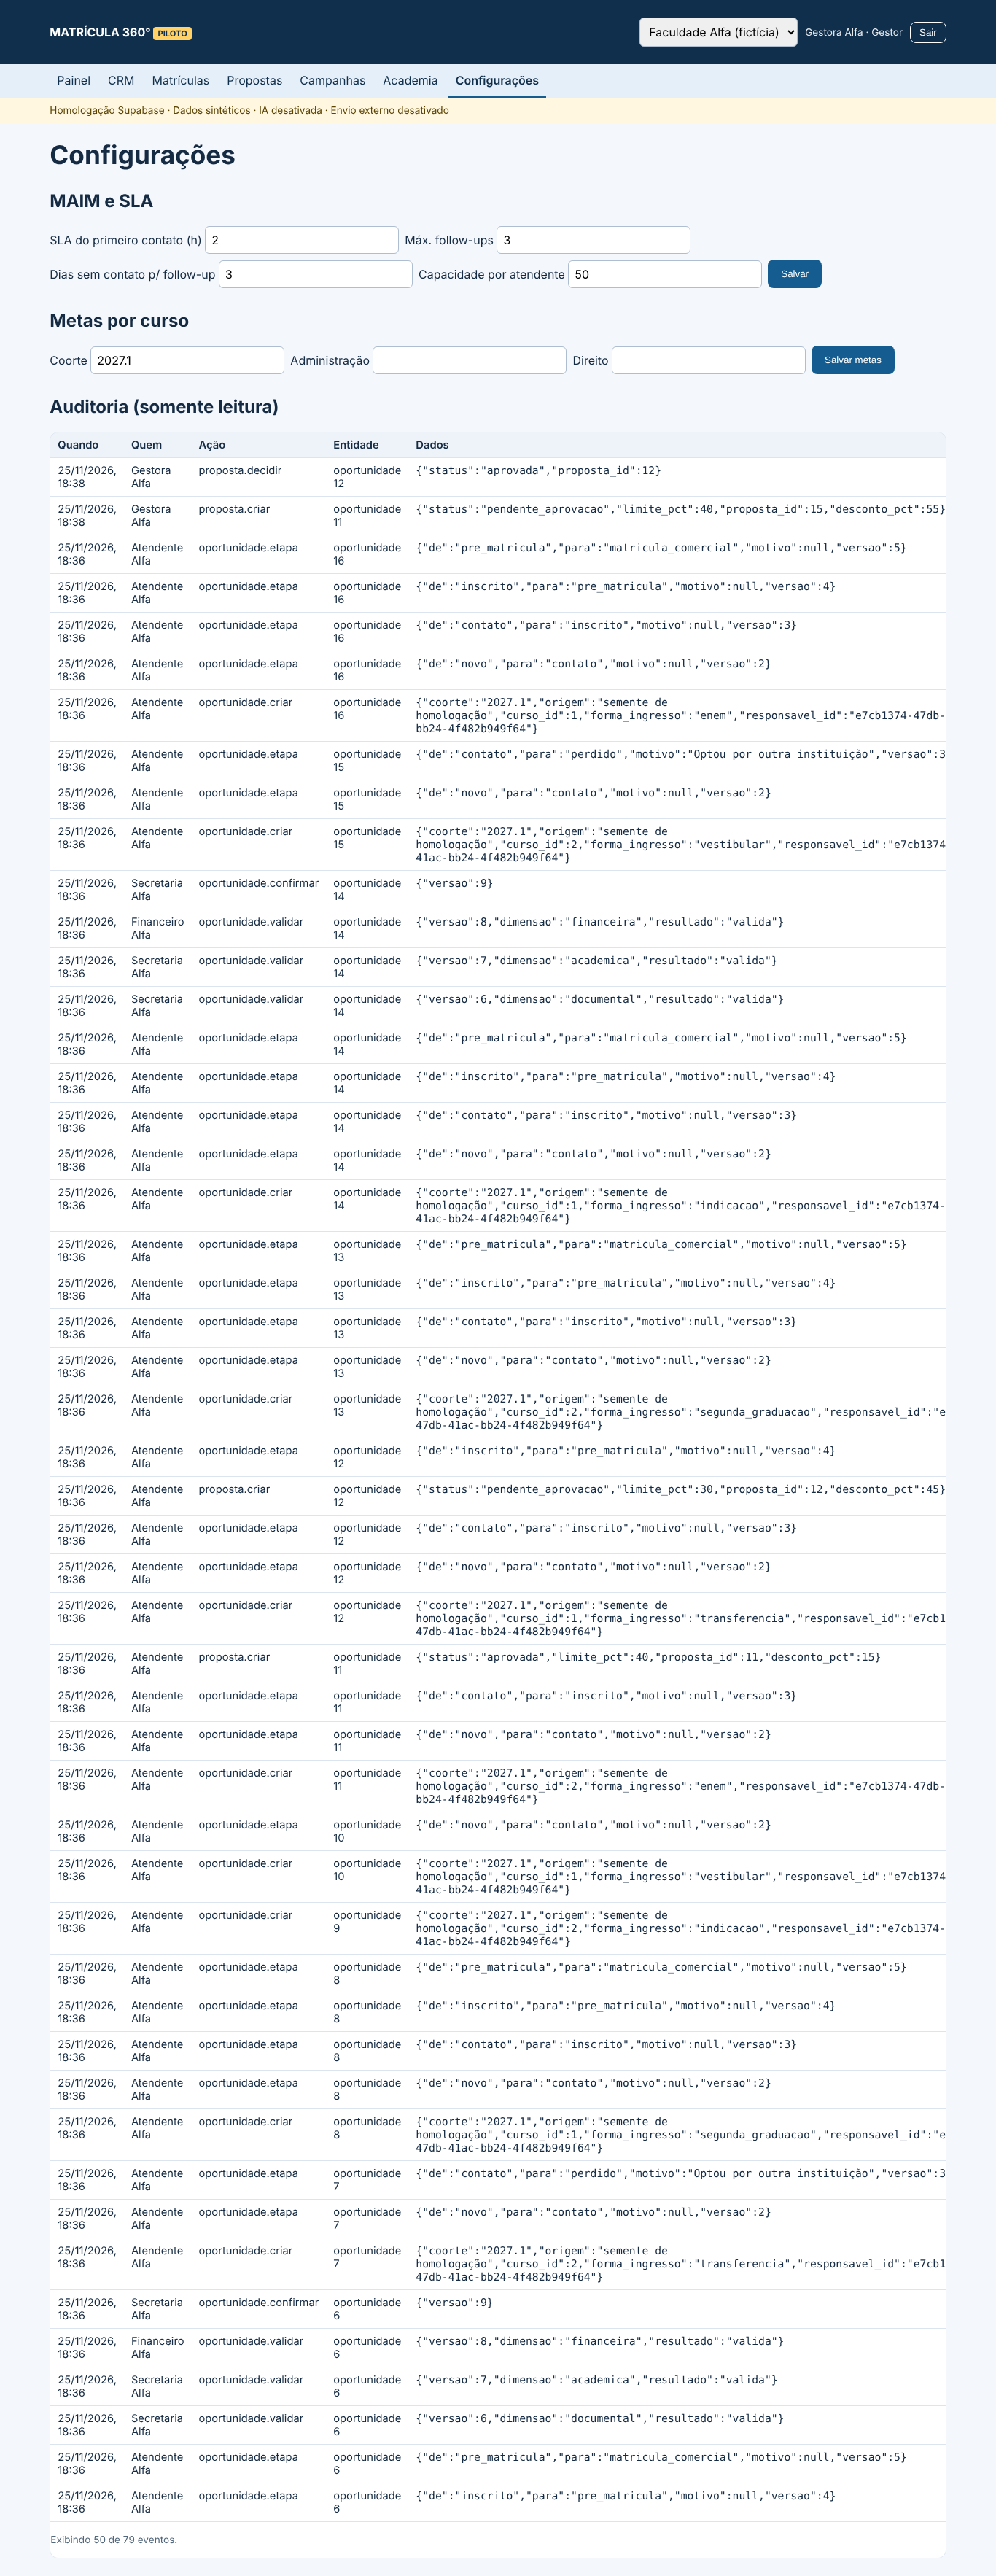 MATRÍCULA 360° PILOTO
Faculdade Alfa (fictícia)
Gestora Alfa · Gestor
Sair
Painel CRM Matrículas Propostas Campanhas Academia Configurações
Homologação Supabase · Dados sintéticos · IA desativada · Envio externo desativado
Configurações
MAIM e SLA
SLA do primeiro contato (h) 2 Máx. follow-ups 3
Dias sem contato p/ follow-up 3 Capacidade por atendente 50 Salvar
Metas por curso
Coorte 2027.1 Administração Direito Salvar metas
Auditoria (somente leitura)
Quando Quem Ação Entidade Dados
25/11/2026, Gestora proposta.decidir oportunidade {"status":"aprovada","proposta_id":12}
18:38 Alfa 12
25/11/2026, Gestora proposta.criar oportunidade {"status":"pendente_aprovacao","limite_pct":40,"proposta_id":15,"desconto_pct":55}
18:38 Alfa 11
25/11/2026, Atendente oportunidade.etapa oportunidade {"de":"pre_matricula","para":"matricula_comercial","motivo":null,"versao":5}
18:36 Alfa 16
25/11/2026, Atendente oportunidade.etapa oportunidade {"de":"inscrito","para":"pre_matricula","motivo":null,"versao":4}
18:36 Alfa 16
25/11/2026, Atendente oportunidade.etapa oportunidade {"de":"contato","para":"inscrito","motivo":null,"versao":3}
18:36 Alfa 16
25/11/2026, Atendente oportunidade.etapa oportunidade {"de":"novo","para":"contato","motivo":null,"versao":2}
18:36 Alfa 16
25/11/2026, Atendente oportunidade.criar oportunidade {"coorte":"2027.1","origem":"semente de
18:36 Alfa 16 homologação","curso_id":1,"forma_ingresso":"enem","responsavel_id":"e7cb1374-47db-
bb24-4f482b949f64"}
25/11/2026, Atendente oportunidade.etapa oportunidade {"de":"contato","para":"perdido","motivo":"Optou por outra instituição","versao":3
18:36 Alfa 15
25/11/2026, Atendente oportunidade.etapa oportunidade {"de":"novo","para":"contato","motivo":null,"versao":2}
18:36 Alfa 15
25/11/2026, Atendente oportunidade.criar oportunidade {"coorte":"2027.1","origem":"semente de
18:36 Alfa 15 homologação","curso_id":2,"forma_ingresso":"vestibular","responsavel_id":"e7cb1374
41ac-bb24-4f482b949f64"}
25/11/2026, Secretaria oportunidade.confirmar oportunidade {"versao":9}
18:36 Alfa 14
25/11/2026, Financeiro oportunidade.validar oportunidade {"versao":8,"dimensao":"financeira","resultado":"valida"}
18:36 Alfa 14
25/11/2026, Secretaria oportunidade.validar oportunidade {"versao":7,"dimensao":"academica","resultado":"valida"}
18:36 Alfa 14
25/11/2026, Secretaria oportunidade.validar oportunidade {"versao":6,"dimensao":"documental","resultado":"valida"}
18:36 Alfa 14
25/11/2026, Atendente oportunidade.etapa oportunidade {"de":"pre_matricula","para":"matricula_comercial","motivo":null,"versao":5}
18:36 Alfa 14
25/11/2026, Atendente oportunidade.etapa oportunidade {"de":"inscrito","para":"pre_matricula","motivo":null,"versao":4}
18:36 Alfa 14
25/11/2026, Atendente oportunidade.etapa oportunidade {"de":"contato","para":"inscrito","motivo":null,"versao":3}
18:36 Alfa 14
25/11/2026, Atendente oportunidade.etapa oportunidade {"de":"novo","para":"contato","motivo":null,"versao":2}
18:36 Alfa 14
25/11/2026, Atendente oportunidade.criar oportunidade {"coorte":"2027.1","origem":"semente de
18:36 Alfa 14 homologação","curso_id":1,"forma_ingresso":"indicacao","responsavel_id":"e7cb1374-
41ac-bb24-4f482b949f64"}
25/11/2026, Atendente oportunidade.etapa oportunidade {"de":"pre_matricula","para":"matricula_comercial","motivo":null,"versao":5}
18:36 Alfa 13
25/11/2026, Atendente oportunidade.etapa oportunidade {"de":"inscrito","para":"pre_matricula","motivo":null,"versao":4}
18:36 Alfa 13
25/11/2026, Atendente oportunidade.etapa oportunidade {"de":"contato","para":"inscrito","motivo":null,"versao":3}
18:36 Alfa 13
25/11/2026, Atendente oportunidade.etapa oportunidade {"de":"novo","para":"contato","motivo":null,"versao":2}
18:36 Alfa 13
25/11/2026, Atendente oportunidade.criar oportunidade {"coorte":"2027.1","origem":"semente de
18:36 Alfa 13 homologação","curso_id":2,"forma_ingresso":"segunda_graduacao","responsavel_id":"e
47db-41ac-bb24-4f482b949f64"}
25/11/2026, Atendente oportunidade.etapa oportunidade {"de":"inscrito","para":"pre_matricula","motivo":null,"versao":4}
18:36 Alfa 12
25/11/2026, Atendente proposta.criar oportunidade {"status":"pendente_aprovacao","limite_pct":30,"proposta_id":12,"desconto_pct":45}
18:36 Alfa 12
25/11/2026, Atendente oportunidade.etapa oportunidade {"de":"contato","para":"inscrito","motivo":null,"versao":3}
18:36 Alfa 12
25/11/2026, Atendente oportunidade.etapa oportunidade {"de":"novo","para":"contato","motivo":null,"versao":2}
18:36 Alfa 12
25/11/2026, Atendente oportunidade.criar oportunidade {"coorte":"2027.1","origem":"semente de
18:36 Alfa 12 homologação","curso_id":1,"forma_ingresso":"transferencia","responsavel_id":"e7cb1
47db-41ac-bb24-4f482b949f64"}
25/11/2026, Atendente proposta.criar oportunidade {"status":"aprovada","limite_pct":40,"proposta_id":11,"desconto_pct":15}
18:36 Alfa 11
25/11/2026, Atendente oportunidade.etapa oportunidade {"de":"contato","para":"inscrito","motivo":null,"versao":3}
18:36 Alfa 11
25/11/2026, Atendente oportunidade.etapa oportunidade {"de":"novo","para":"contato","motivo":null,"versao":2}
18:36 Alfa 11
25/11/2026, Atendente oportunidade.criar oportunidade {"coorte":"2027.1","origem":"semente de
18:36 Alfa 11 homologação","curso_id":2,"forma_ingresso":"enem","responsavel_id":"e7cb1374-47db-
bb24-4f482b949f64"}
25/11/2026, Atendente oportunidade.etapa oportunidade {"de":"novo","para":"contato","motivo":null,"versao":2}
18:36 Alfa 10
25/11/2026, Atendente oportunidade.criar oportunidade {"coorte":"2027.1","origem":"semente de
18:36 Alfa 10 homologação","curso_id":1,"forma_ingresso":"vestibular","responsavel_id":"e7cb1374
41ac-bb24-4f482b949f64"}
25/11/2026, Atendente oportunidade.criar oportunidade {"coorte":"2027.1","origem":"semente de
18:36 Alfa 9 homologação","curso_id":2,"forma_ingresso":"indicacao","responsavel_id":"e7cb1374-
41ac-bb24-4f482b949f64"}
25/11/2026, Atendente oportunidade.etapa oportunidade {"de":"pre_matricula","para":"matricula_comercial","motivo":null,"versao":5}
18:36 Alfa 8
25/11/2026, Atendente oportunidade.etapa oportunidade {"de":"inscrito","para":"pre_matricula","motivo":null,"versao":4}
18:36 Alfa 8
25/11/2026, Atendente oportunidade.etapa oportunidade {"de":"contato","para":"inscrito","motivo":null,"versao":3}
18:36 Alfa 8
25/11/2026, Atendente oportunidade.etapa oportunidade {"de":"novo","para":"contato","motivo":null,"versao":2}
18:36 Alfa 8
25/11/2026, Atendente oportunidade.criar oportunidade {"coorte":"2027.1","origem":"semente de
18:36 Alfa 8 homologação","curso_id":1,"forma_ingresso":"segunda_graduacao","responsavel_id":"e
47db-41ac-bb24-4f482b949f64"}
25/11/2026, Atendente oportunidade.etapa oportunidade {"de":"contato","para":"perdido","motivo":"Optou por outra instituição","versao":3
18:36 Alfa 7
25/11/2026, Atendente oportunidade.etapa oportunidade {"de":"novo","para":"contato","motivo":null,"versao":2}
18:36 Alfa 7
25/11/2026, Atendente oportunidade.criar oportunidade {"coorte":"2027.1","origem":"semente de
18:36 Alfa 7 homologação","curso_id":2,"forma_ingresso":"transferencia","responsavel_id":"e7cb1
47db-41ac-bb24-4f482b949f64"}
25/11/2026, Secretaria oportunidade.confirmar oportunidade {"versao":9}
18:36 Alfa 6
25/11/2026, Financeiro oportunidade.validar oportunidade {"versao":8,"dimensao":"financeira","resultado":"valida"}
18:36 Alfa 6
25/11/2026, Secretaria oportunidade.validar oportunidade {"versao":7,"dimensao":"academica","resultado":"valida"}
18:36 Alfa 6
25/11/2026, Secretaria oportunidade.validar oportunidade {"versao":6,"dimensao":"documental","resultado":"valida"}
18:36 Alfa 6
25/11/2026, Atendente oportunidade.etapa oportunidade {"de":"pre_matricula","para":"matricula_comercial","motivo":null,"versao":5}
18:36 Alfa 6
25/11/2026, Atendente oportunidade.etapa oportunidade {"de":"inscrito","para":"pre_matricula","motivo":null,"versao":4}
18:36 Alfa 6
Exibindo 50 de 79 eventos.